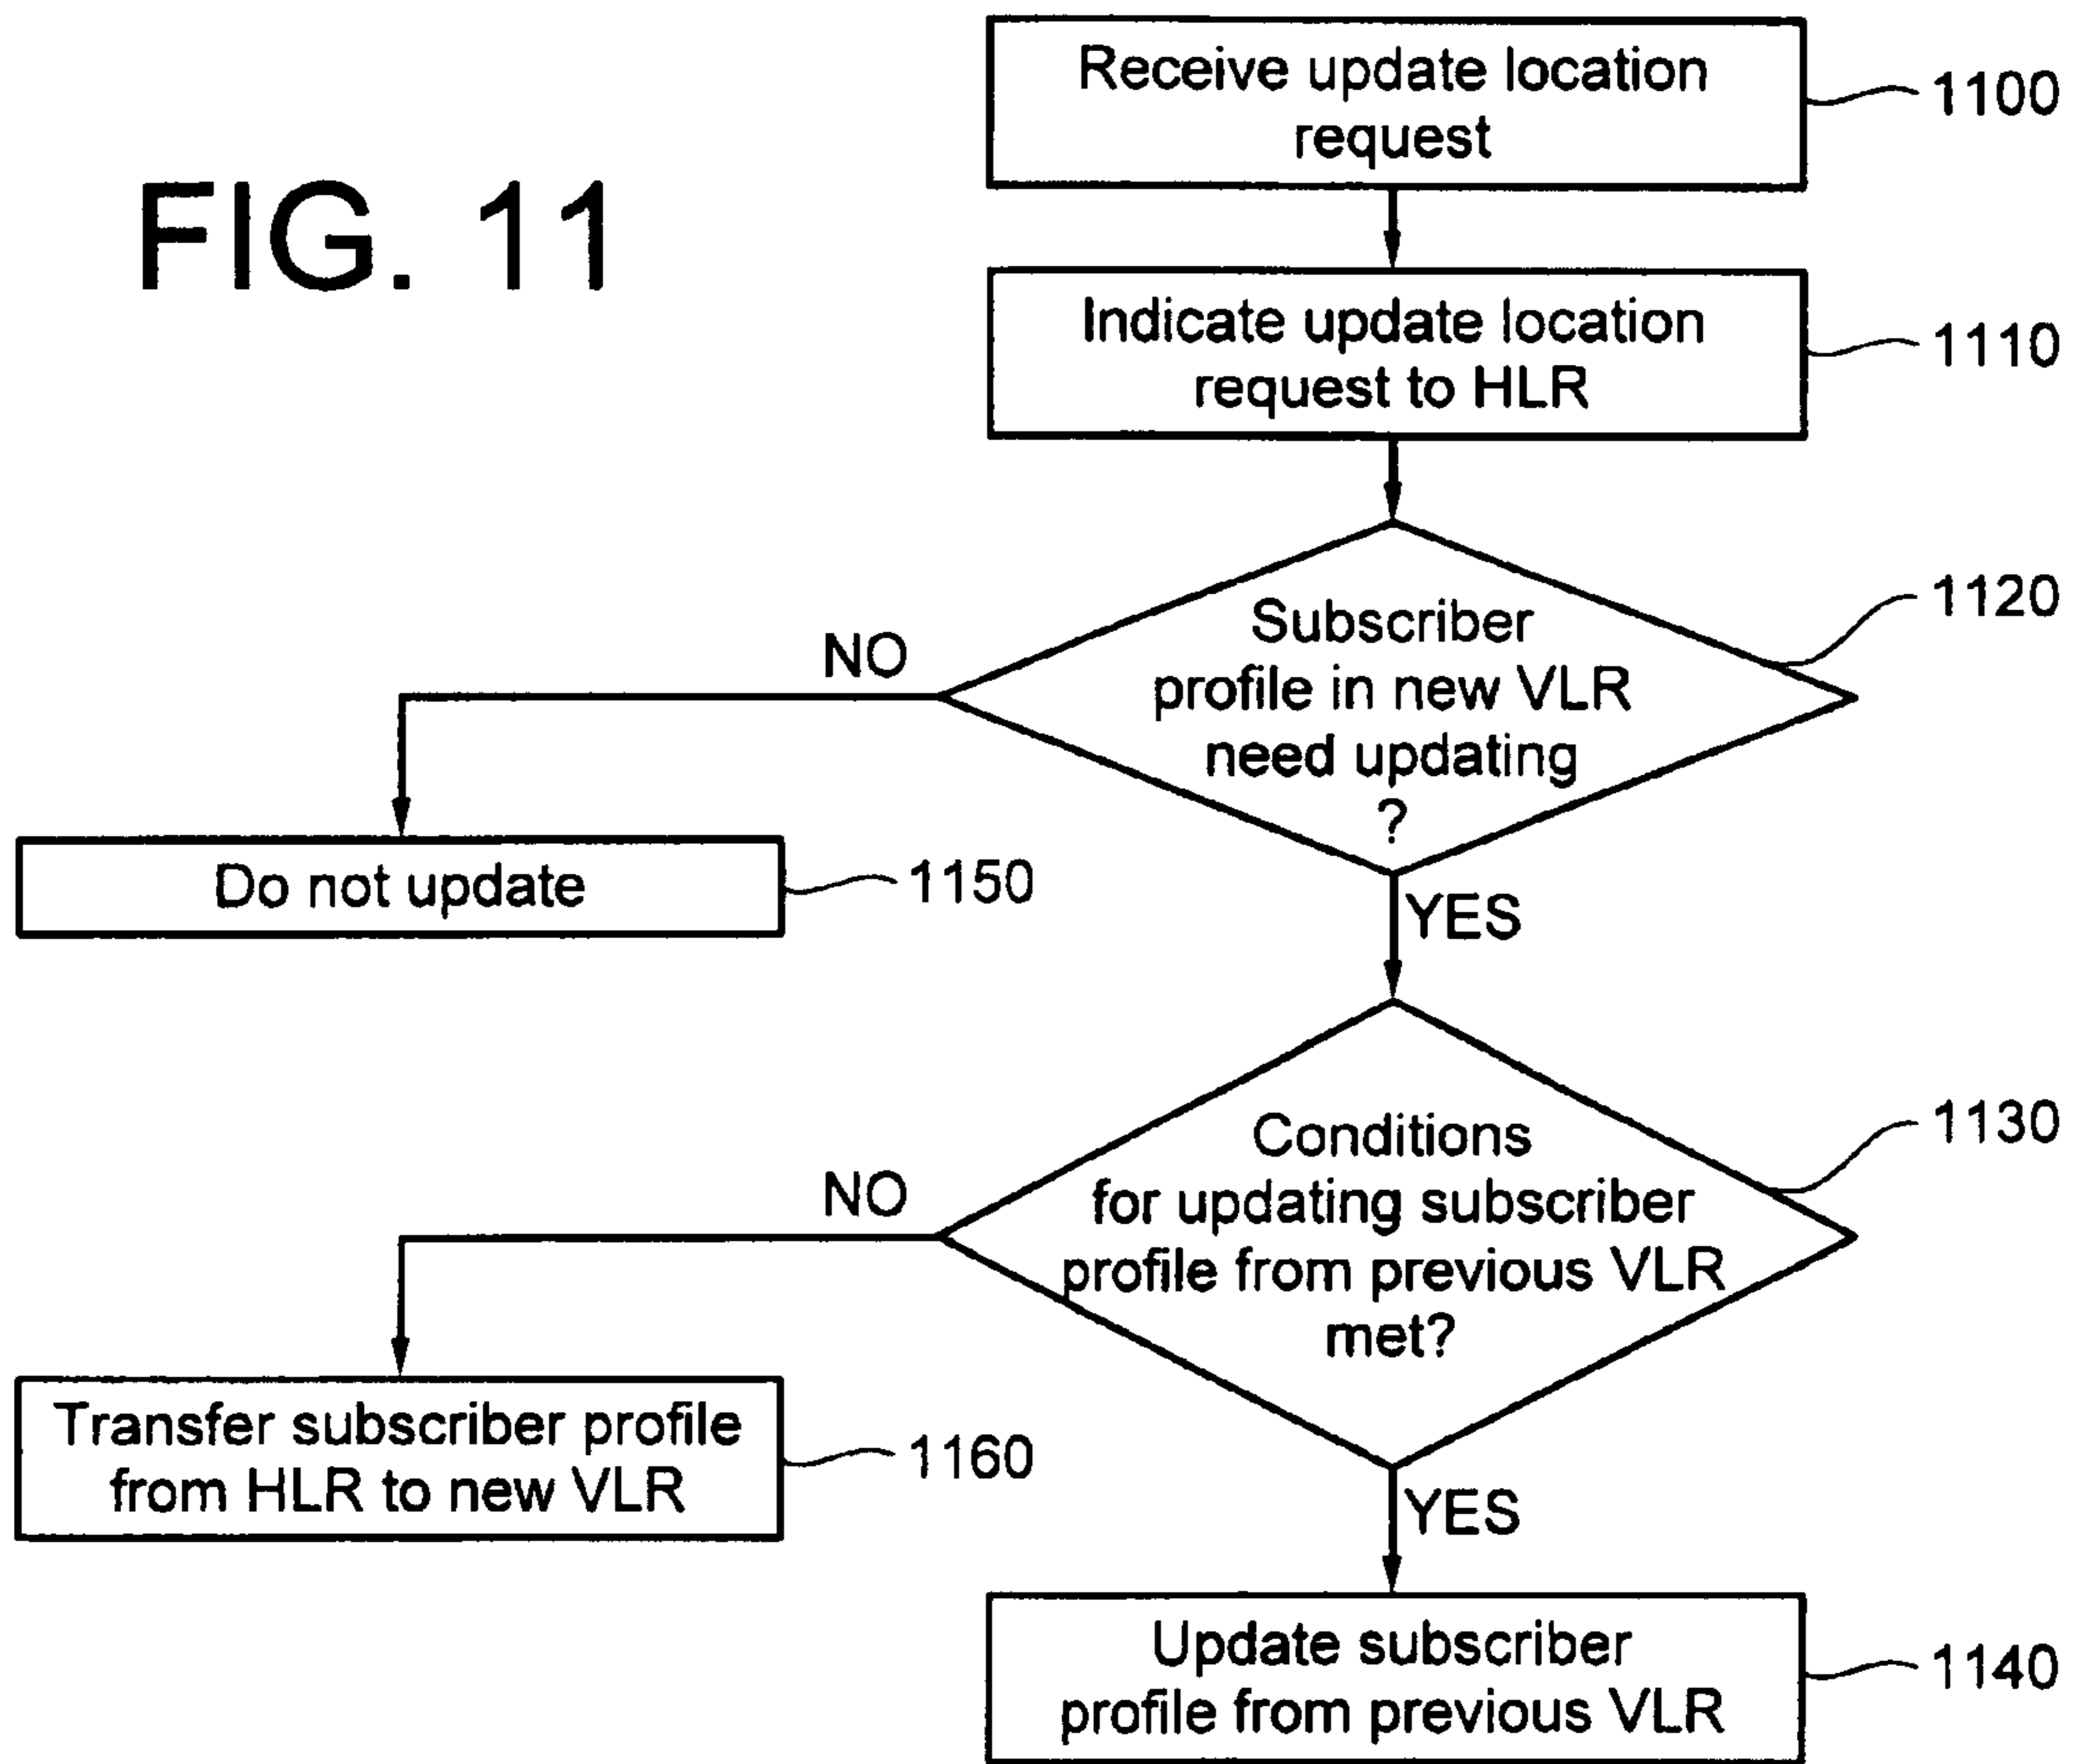 FIG. 11
Receive update location
request
1100
Indicate update location
request to HLR
1110
Subscriber
profile in new VLR
need updating
?
1120
NO
YES
Do not update
1150
Conditions
for updating subscriber
profile from previous VLR
met?
1130
NO
YES
Transfer subscriber profile
from HLR to new VLR
1160
Update subscriber
profile from previous VLR
1140